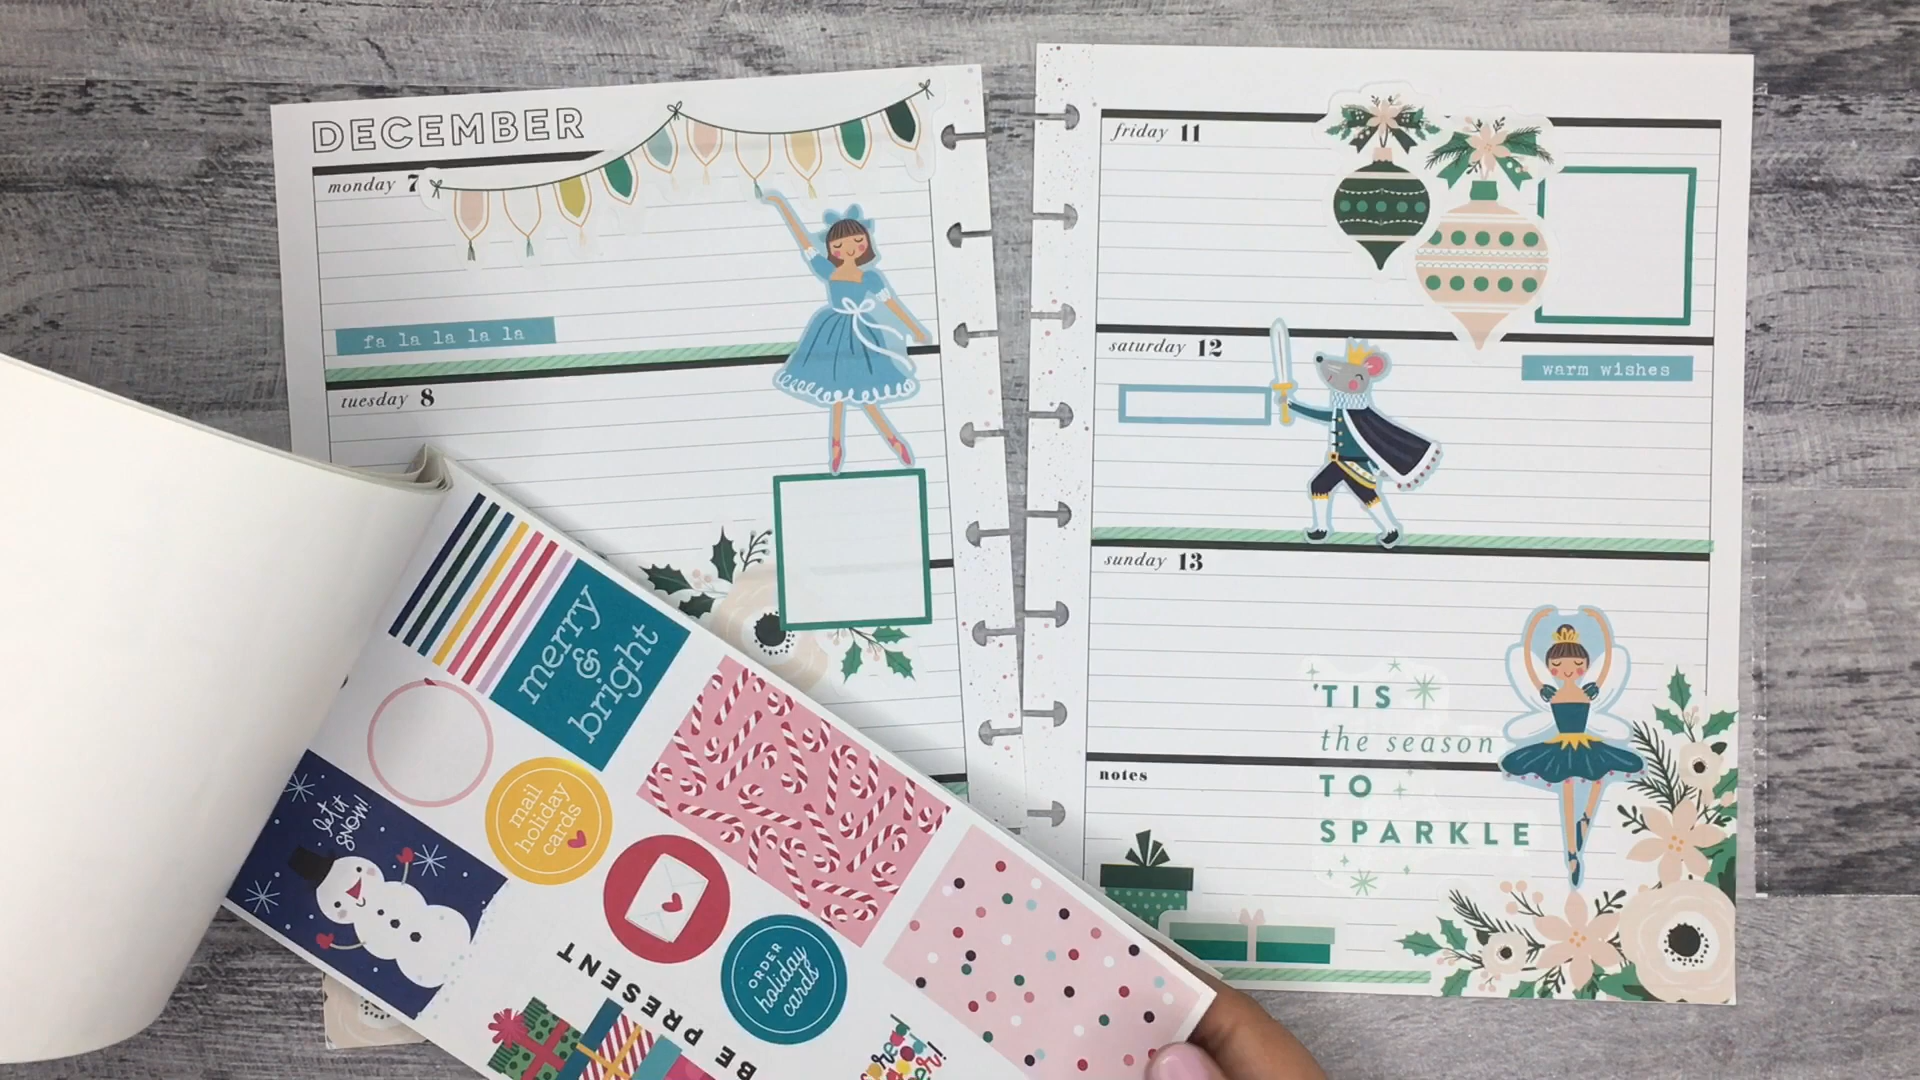 DECEMBER
monday 7
fa la la la la
tuesday 8
friday 11
saturday 12
warm wishes
sunday 13
'TIS
the season
TO
SPARKLE
notes
merry
&
bright
let it
SNOW!
mail
holiday
cards
ORDER
holiday
cards
BE PRESENT